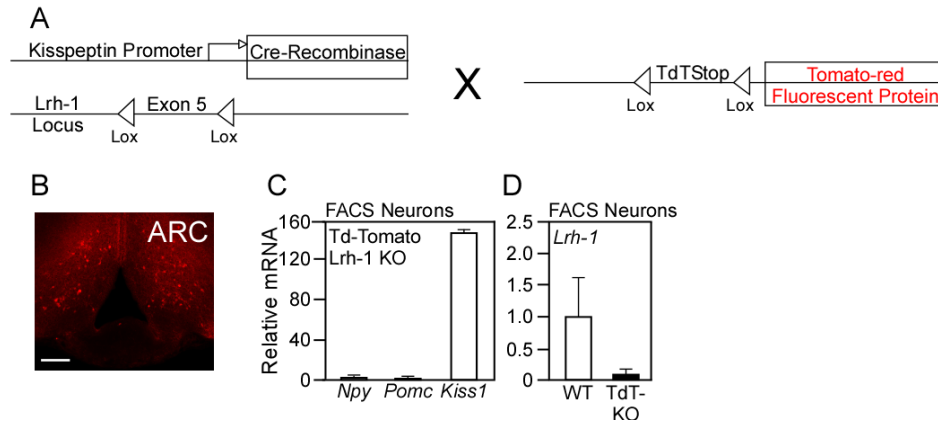 A
Kisspeptin Promoter
Cre-Recombinase
Lrh-1
Locus
Exon 5
Lox
Lox
X
TdTStop
Lox
Lox
Tomato-red
Fluorescent Protein
B
ARC
C
FACS Neurons
Td-Tomato
Lrh-1 KO
Relative mRNA
160
120
80
40
0
Npy Pomc Kiss1
D
FACS Neurons
Lrh-1
2.5
2.0
1.5
1.0
0.5
0
WT TdT-
KO